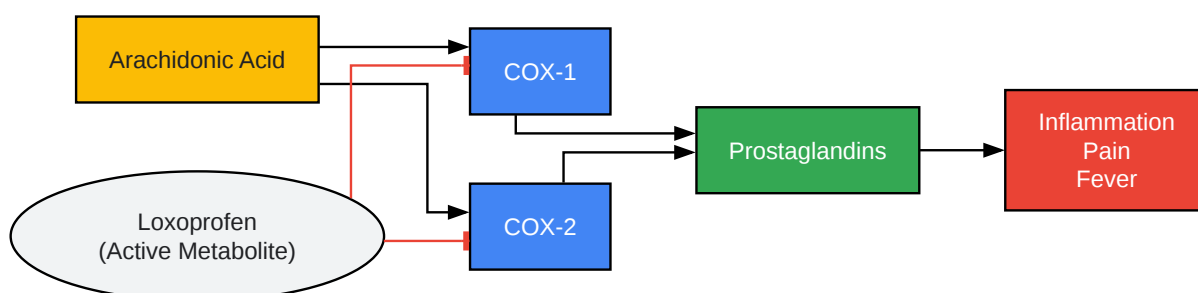 Arachidonic Acid
COX-1
Prostaglandins
Inflammation
Pain
Fever
Loxoprofen
(Active Metabolite)
COX-2